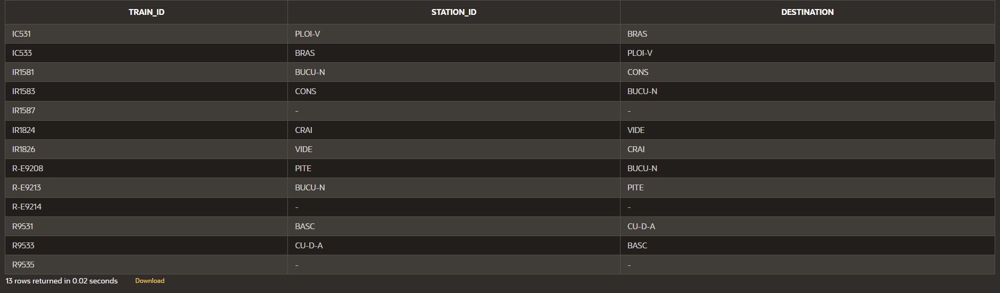 TRAIN_ID STATION_ID DESTINATION
IC531 PLOI-V BRAS
IC533 BRAS PLOI-V
IR1581 BUCU-N CONS
IR1583 CONS BUCU-N
IR1587 - -
IR1824 CRAI VIDE
IR1826 VIDE CRAI
R-E9208 PITE BUCU-N
R-E9213 BUCU-N PITE
R-E9214 - -
R9531 BASC CU-D-A
R9533 CU-D-A BASC
R9535 - -
13 rows returned in 0.02 seconds Download